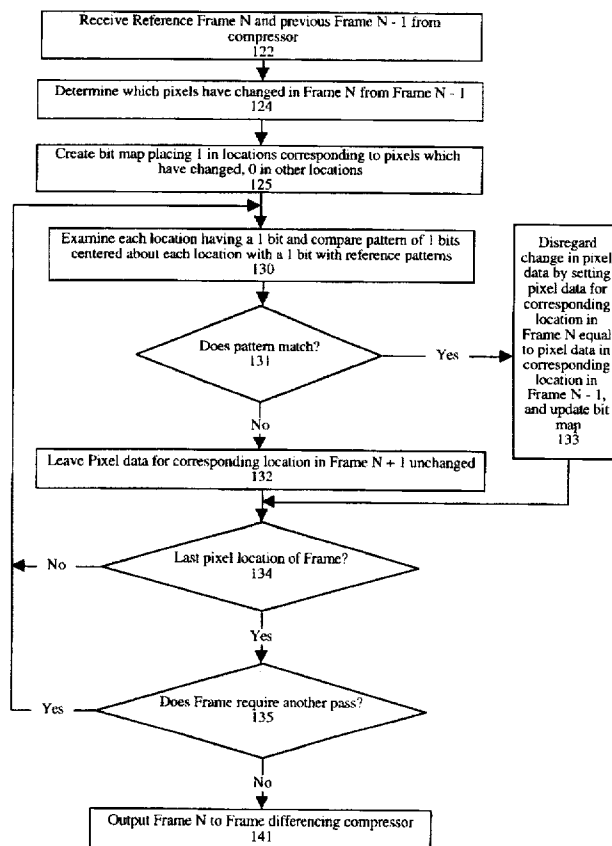 Receive Reference Frame N and previous Frame N - 1 from
compressor
122
Determine which pixels have changed in Frame N from Frame N - 1
124
Create bit map placing 1 in locations corresponding to pixels which
have changed, 0 in other locations
125
Examine each location having a 1 bit and compare pattern of 1 bits
centered about each location with a 1 bit with reference patterns
130
Does pattern match?
131
Yes
Disregard
change in pixel
data by setting
pixel data for
corresponding
location in
Frame N equal
to pixel data in
corresponding
location in
Frame N - 1,
and update bit
map
133
No
Leave Pixel data for corresponding location in Frame N + 1 unchanged
132
Last pixel location of Frame?
134
No
Yes
Does Frame require another pass?
135
Yes
No
Output Frame N to Frame differencing compressor
141